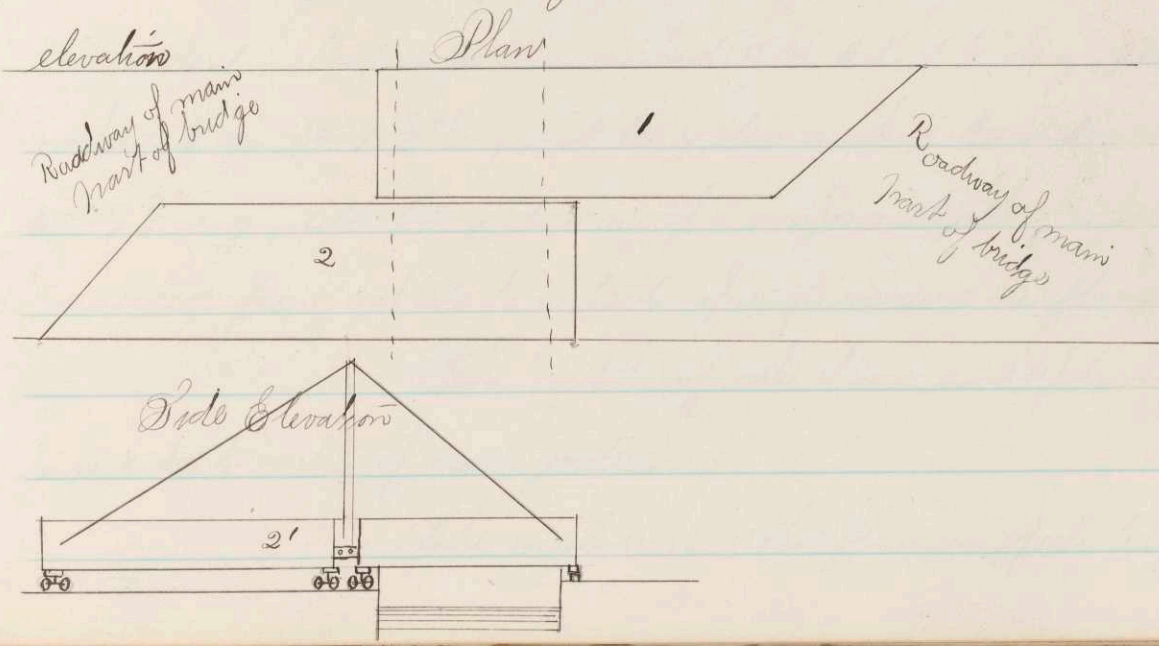 elevation
Plan
Roadway of main
part of bridge
1
Roadway of main
part of bridge
2
Side Elevation
2'